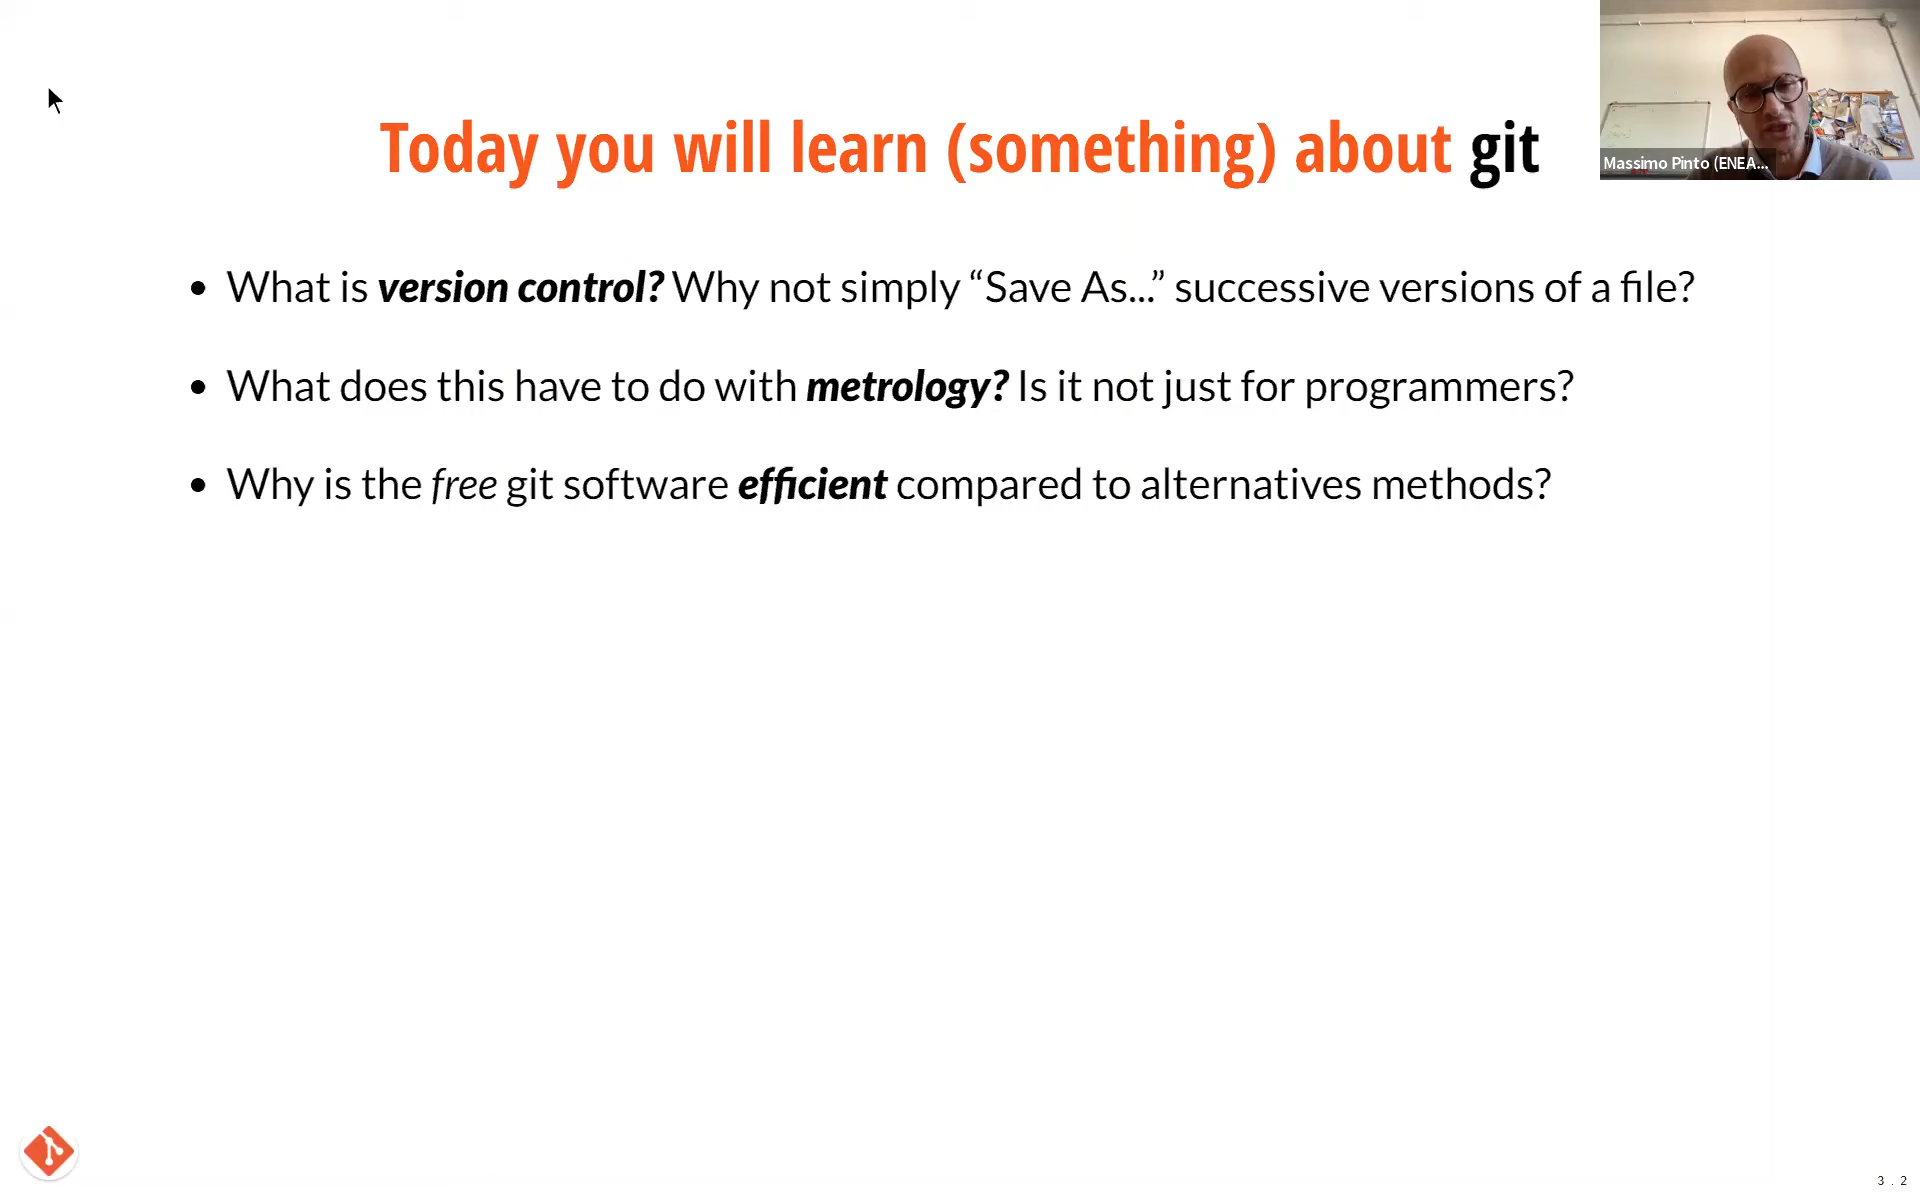 Today you will learn (something) about git
Massimo Pinto (ENEA...
• What is version control? Why not simply “Save As...” successive versions of a file?
• What does this have to do with metrology? Is it not just for programmers?
• Why is the free git software efficient compared to alternatives methods?
3 . 2